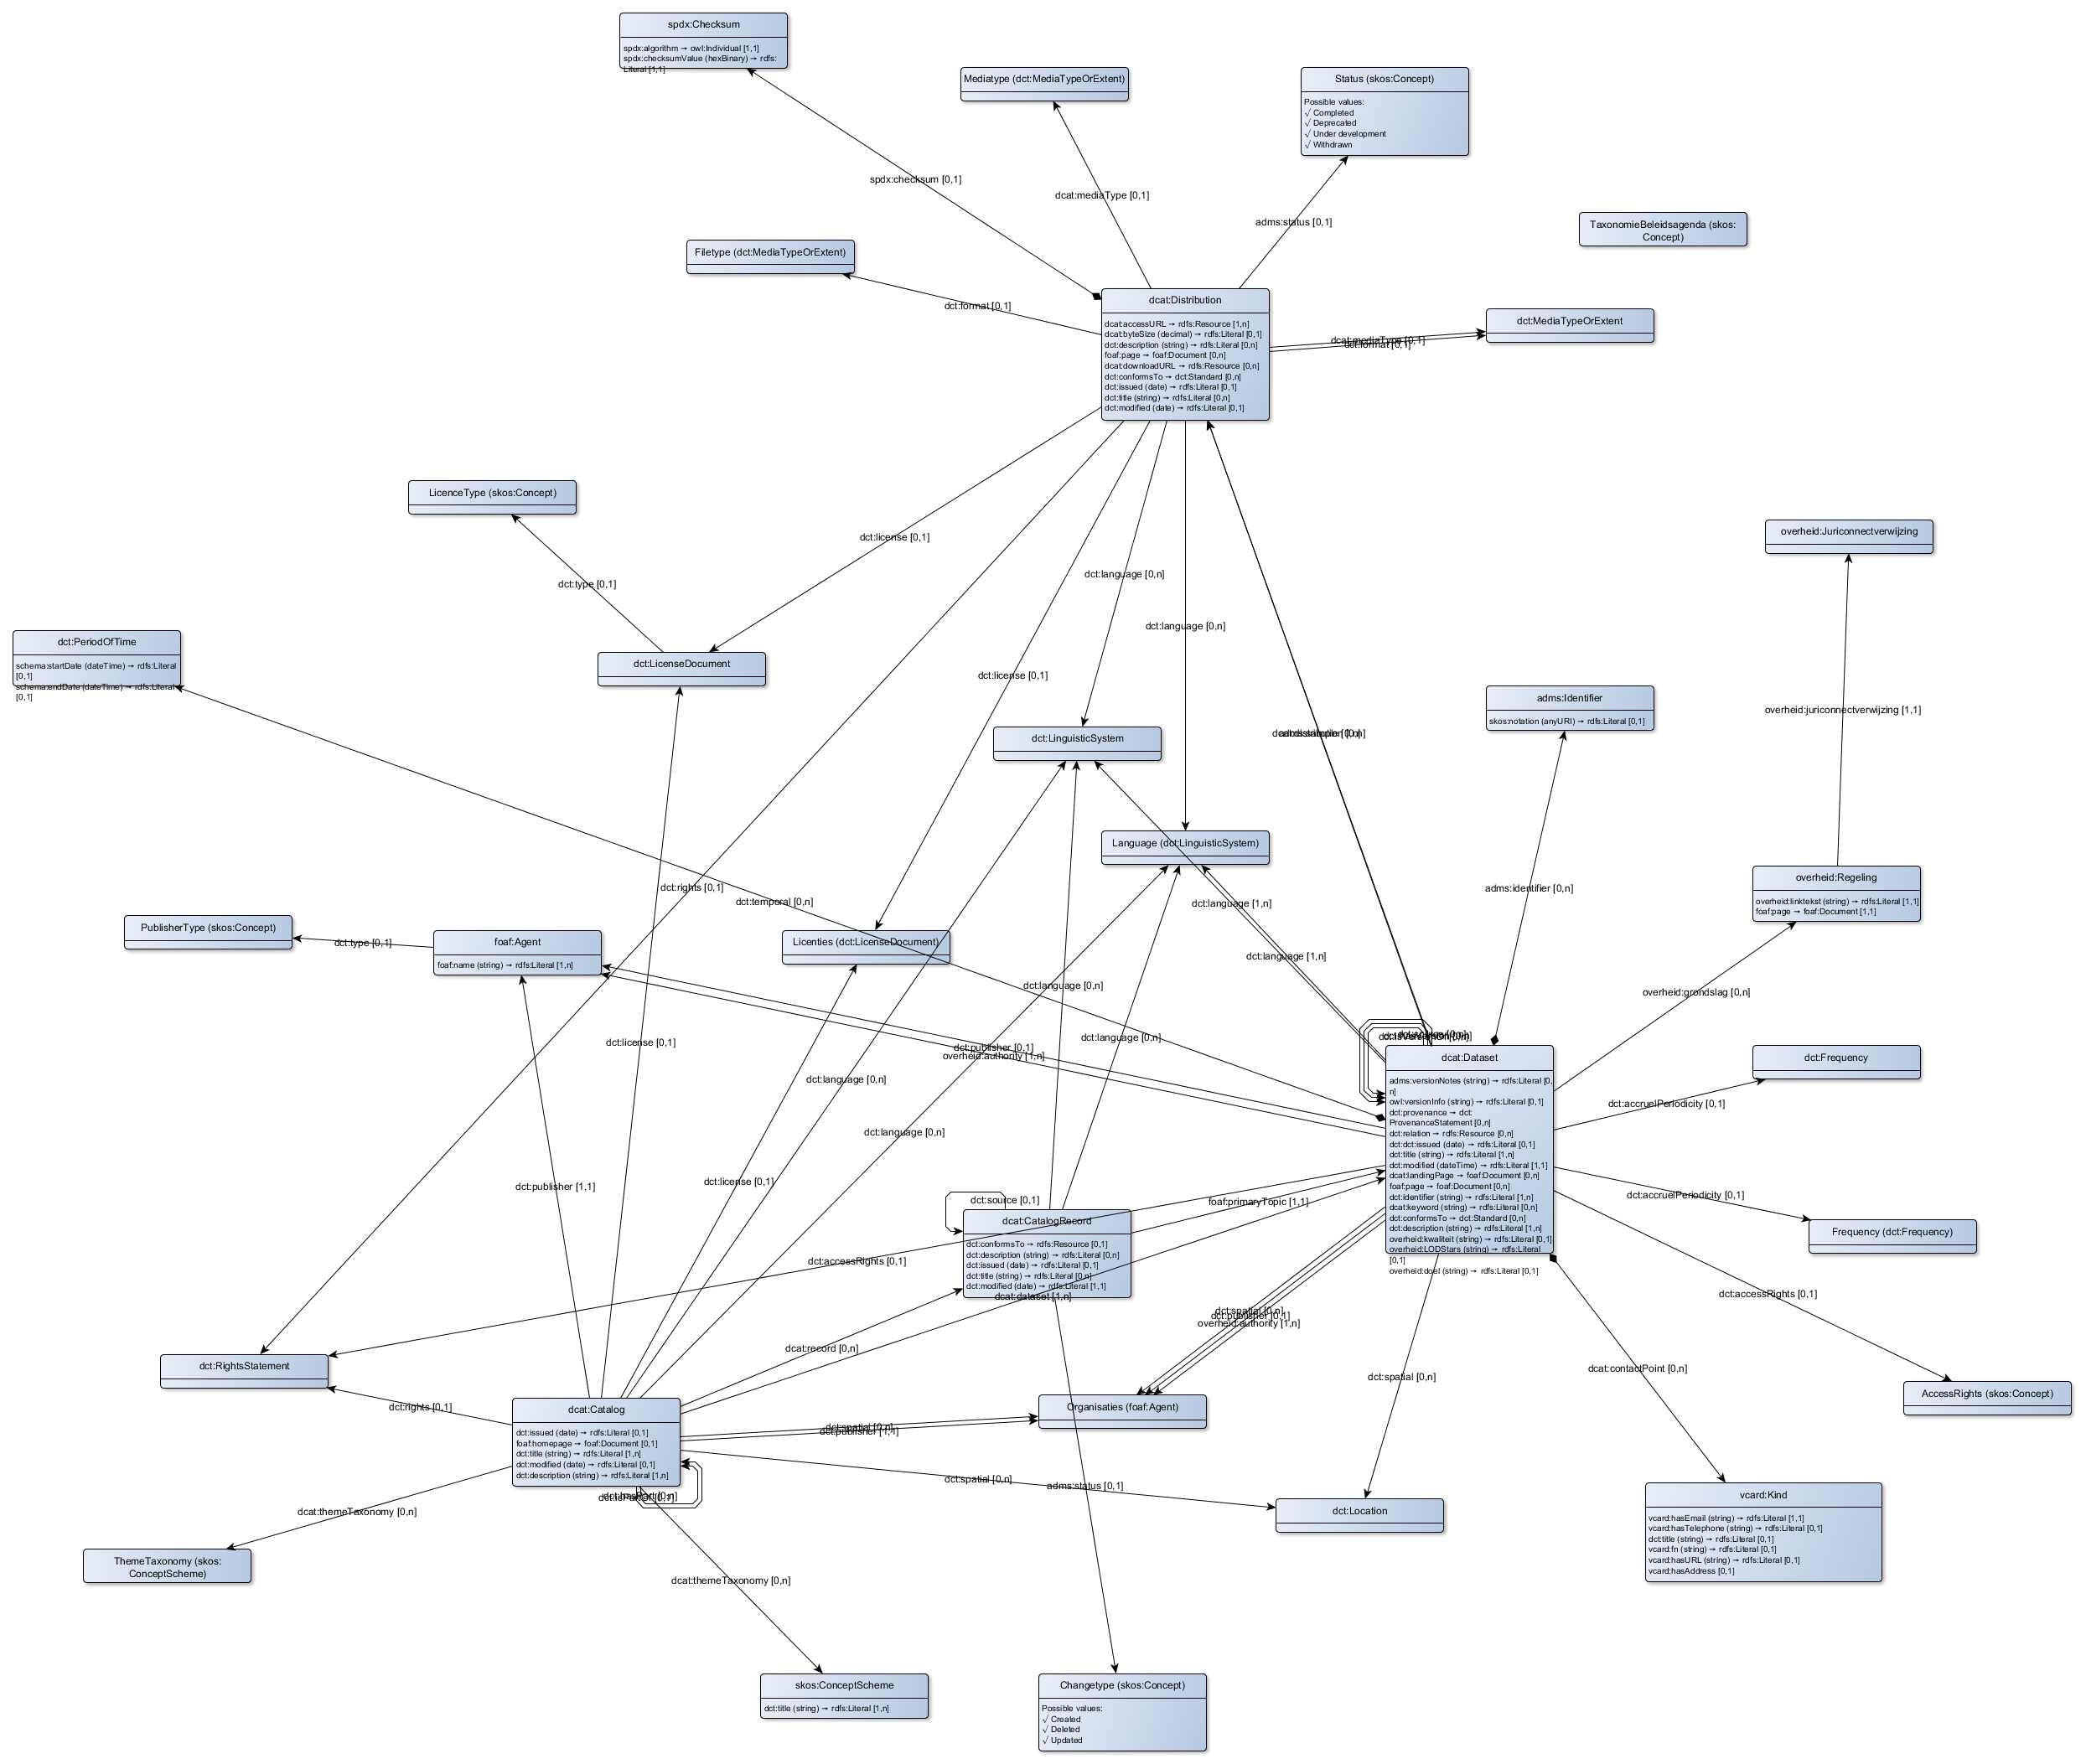 spdx:Checksum
spdx:algorithm → owl:Individual [1,1]
spdx:checksumValue (hexBinary) → rdfs:
Literal [1,1]
Mediatype (dct:MediaTypeOrExtent)
Status (skos:Concept)
Possible values:
√ Completed
√ Deprecated
√ Under development
√ Withdrawn
spdx:checksum [0,1]
dcat:mediaType [0,1]
adms:status [0,1]
TaxonomieBeleidsagenda (skos:
Concept)
Filetype (dct:MediaTypeOrExtent)
dct:format [0,1]
dcat:Distribution
dcat:accessURL → rdfs:Resource [1,n]
dcat:byteSize (decimal) → rdfs:Literal [0,1]
dct:description (string) → rdfs:Literal [0,n]
foaf:page → foaf:Document [0,n]
dcat:downloadURL → rdfs:Resource [0,n]
dct:conformsTo → dct:Standard [0,n]
dct:issued (date) → rdfs:Literal [0,1]
dct:title (string) → rdfs:Literal [0,n]
dct:modified (date) → rdfs:Literal [0,1]
dct:MediaTypeOrExtent
dcat:mediaType [0,1]
dct:format [0,1]
LicenceType (skos:Concept)
dct:license [0,1]
dct:type [0,1]
dct:language [0,n]
overheid:Juriconnectverwijzing
dct:PeriodOfTime
schema:startDate (dateTime) → rdfs:Literal
[0,1]
schema:endDate (dateTime) → rdfs:Literal
[0,1]
dct:LicenseDocument
dct:language [0,n]
dct:license [0,1]
adms:Identifier
skos:notation (anyURI) → rdfs:Literal [0,1]
overheid:juriconnectverwijzing [1,1]
dct:LinguisticSystem
Language (dct:LinguisticSystem)
dct:rights [0,1]
dct:temporal [0,n]
dct:language [1,n]
adms:identifier [0,n]
overheid:Regeling
overheid:linktekst (string) → rdfs:Literal [1,1]
foaf:page → foaf:Document [1,1]
PublisherType (skos:Concept)
dct:type [0,1]
foaf:Agent
foaf:name (string) → rdfs:Literal [1,n]
Licenties (dct:LicenseDocument)
dct:language [1,n]
dct:language [0,n]
overheid:grondslag [0,n]
dct:license [0,1]
dct:publisher [0,1]
overheid:authority [1,n]
dct:language [0,n]
dct:language [0,n]
dcat:Dataset
adms:versionNotes (string) → rdfs:Literal [0,
n]
owl:versionInfo (string) → rdfs:Literal [0,1]
dct:provenance → dct:
ProvenanceStatement [0,n]
dct:relation → rdfs:Resource [0,n]
dct:dct:issued (date) → rdfs:Literal [0,1]
dct:title (string) → rdfs:Literal [1,n]
dct:modified (dateTime) → rdfs:Literal [1,1]
dcat:landingPage → foaf:Document [0,n]
foaf:page → foaf:Document [0,n]
dct:identifier (string) → rdfs:Literal [1,n]
dcat:keyword (string) → rdfs:Literal [0,n]
dct:conformsTo → dct:Standard [0,n]
dct:description (string) → rdfs:Literal [1,n]
overheid:kwaliteit (string) → rdfs:Literal [0,1]
overheid:LODStars (string) → rdfs:Literal
[0,1]
overheid:doel (string) → rdfs:Literal [0,1]
dct:Frequency
dct:accruelPeriodicity [0,1]
dct:language [0,n]
dct:license [0,1]
dct:publisher [1,1]
dct:source [0,1]
foaf:primaryTopic [1,1]
dct:accruelPeriodicity [0,1]
Frequency (dct:Frequency)
dcat:CatalogRecord
dct:conformsTo → rdfs:Resource [0,1]
dct:description (string) → rdfs:Literal [0,n]
dct:issued (date) → rdfs:Literal [0,1]
dct:title (string) → rdfs:Literal [0,n]
dct:modified (date) → rdfs:Literal [1,1]
dct:accessRights [0,1]
dcat:dataset [1,n]
dct:accessRights [0,1]
dct:spatial [0,n]
dct:publisher [0,1]
overheid:authority [1,n]
dcat:record [0,n]
dct:RightsStatement
dct:rights [0,1]
dct:spatial [0,n]
dcat:contactPoint [0,n]
AccessRights (skos:Concept)
dcat:Catalog
dct:issued (date) → rdfs:Literal [0,1]
foaf:homepage → foaf:Document [0,1]
dct:title (string) → rdfs:Literal [1,n]
dct:modified (date) → rdfs:Literal [0,1]
dct:description (string) → rdfs:Literal [1,n]
Organisaties (foaf:Agent)
dct:spatial [0,n]
dct:publisher [1,1]
dct:spatial [0,n]
adms:status [0,1]
dct:Location
dcat:themeTaxonomy [0,n]
ThemeTaxonomy (skos:
ConceptScheme)
dcat:themeTaxonomy [0,n]
vcard:Kind
vcard:hasEmail (string) → rdfs:Literal [1,1]
vcard:hasTelephone (string) → rdfs:Literal [0,1]
dct:title (string) → rdfs:Literal [0,1]
vcard:fn (string) → rdfs:Literal [0,1]
vcard:hasURL (string) → rdfs:Literal [0,1]
vcard:hasAddress [0,1]
skos:ConceptScheme
dct:title (string) → rdfs:Literal [1,n]
Changetype (skos:Concept)
Possible values:
√ Created
√ Deleted
√ Updated